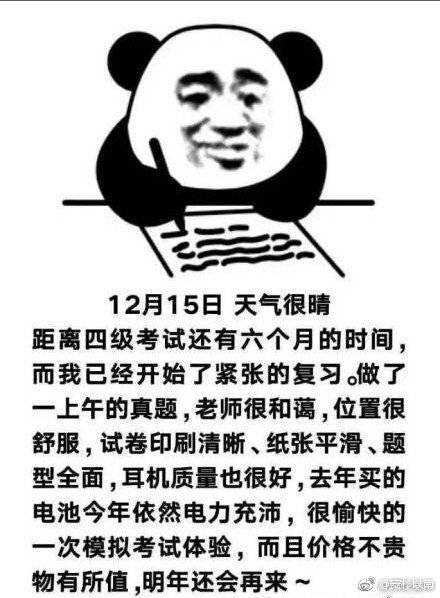 12月15日 天气很晴
距离四级考试还有六个月的时间,
而我已经开始了紧张的复习。做了
一上午的真题,老师很和蔼,位置很
舒服,试卷印刷清晰、纸张平滑、题
型全面,耳机质量也很好,去年买的
电池今年依然电力充沛，很愉快的
一次模拟考试体验，而且价格不贵
物有所值,明年还会再来~